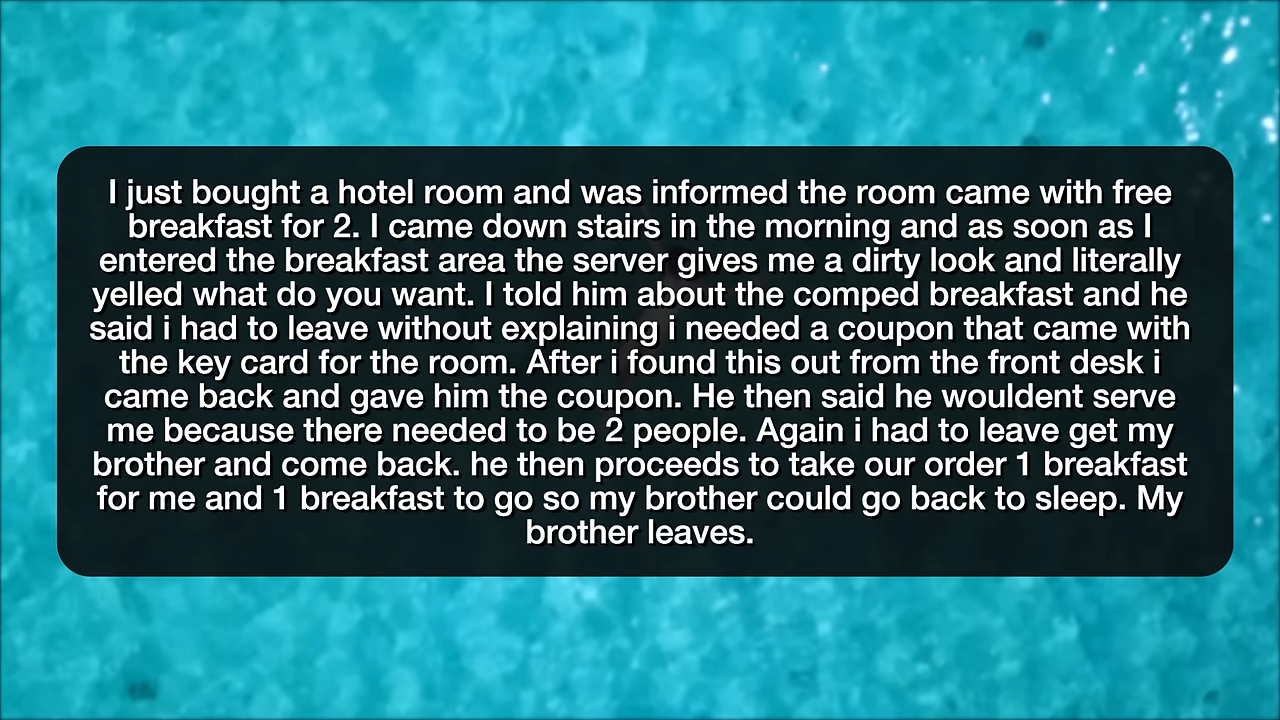 I just bought a hotel room and was informed the room came with free
breakfast for 2. I came down stairs in the morning and as soon as I
entered the breakfast area the server gives me a dirty look and literally
yelled what do you want. I told him about the comped breakfast and he
said i had to leave without explaining i needed a coupon that came with
the key card for the room. After i found this out from the front desk i
came back and gave him the coupon. He then said he wouldent serve
me because there needed to be 2 people. Again i had to leave get my
brother and come back. he then proceeds to take our order 1 breakfast
for me and 1 breakfast to go so my brother could go back to sleep. My
brother leaves.